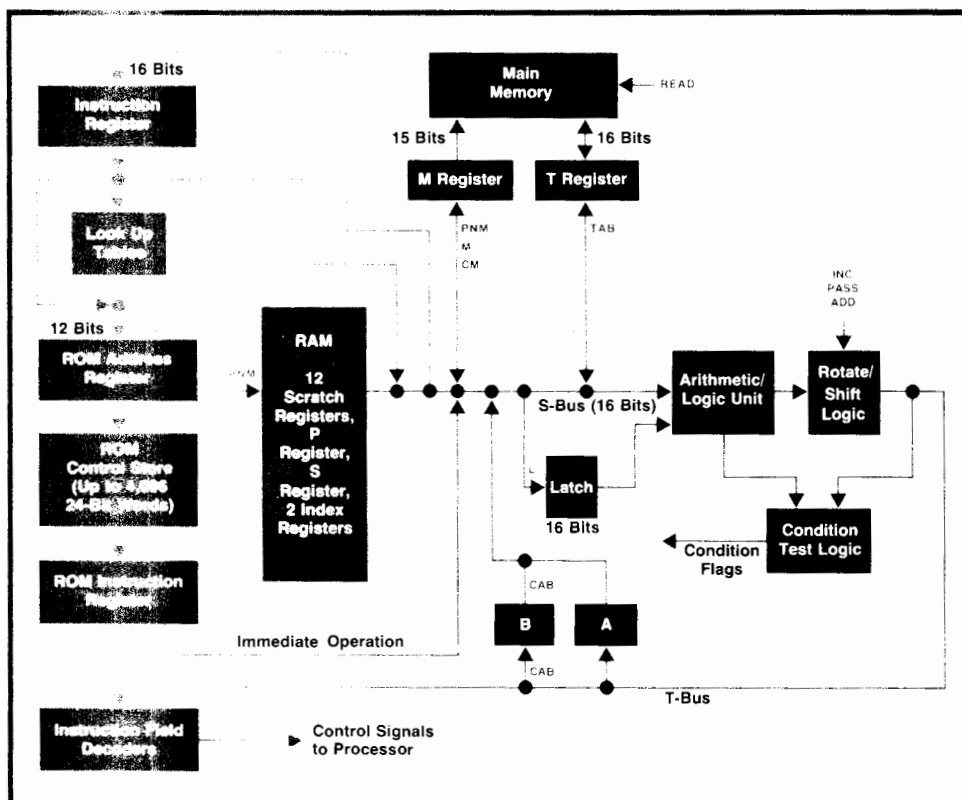 16 Bits
Instruction
Register
Look Up
Tables
12 Bits
ROM Address
Register
ROM
Control Store
(Up to 4,096
24-Bit Words)
ROM Instruction
Register
Instruction Field
Decoders
Control Signals
to Processor
Immediate Operation
PNM
RAM
12
Scratch
Registers,
P
Register,
S
Register,
2 Index
Registers
Main
Memory
READ
15 Bits
16 Bits
M Register
T Register
PNM
M
CM
TAB
S-Bus (16 Bits)
Latch
16 Bits
Arithmetic/
Logic Unit
INC
PASS
ADD
Rotate/
Shift
Logic
Condition
Test Logic
Condition
Flags
CAB
B
A
CAB
T-Bus